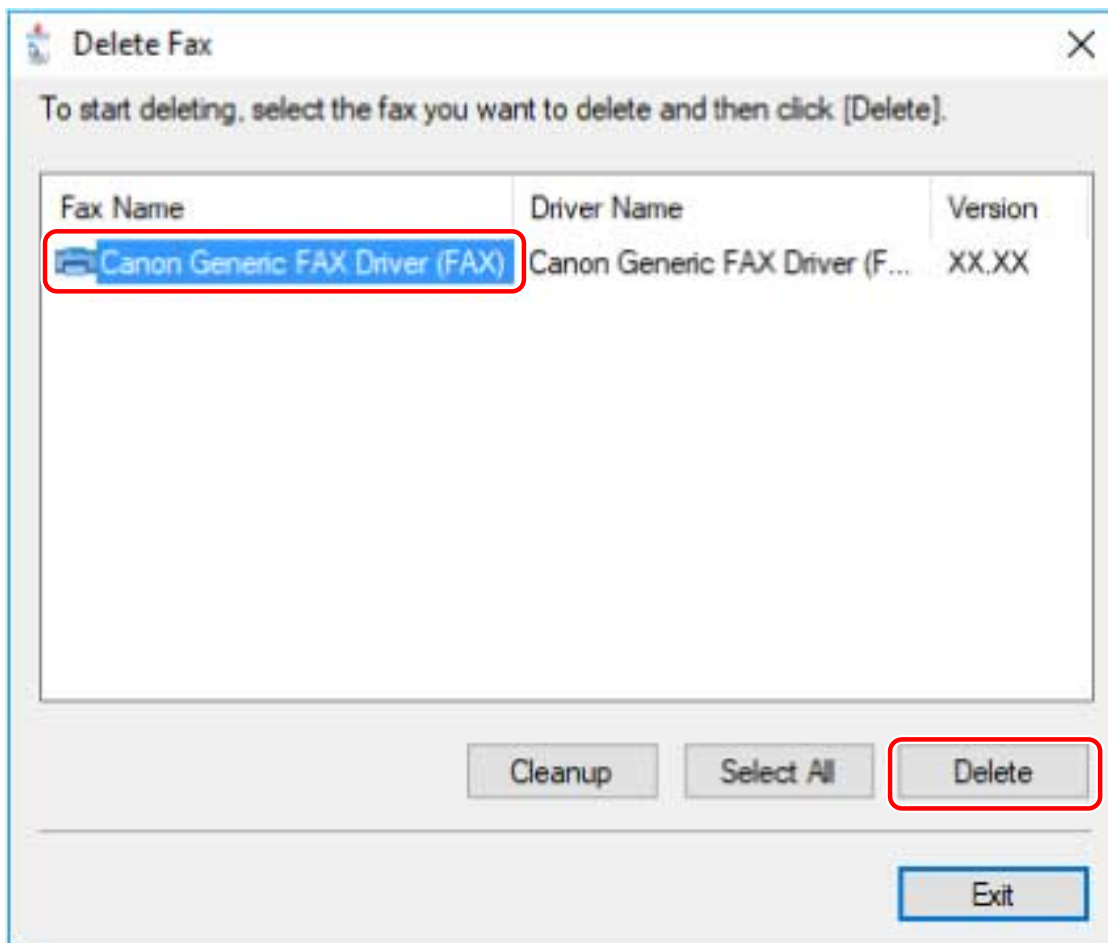 Delete Fax
To start deleting, select the fax you want to delete and then click [Delete].
Fax Name Driver Name Version
Canon Generic FAX Driver (FAX) Canon Generic FAX Driver (F... XX.XX
Cleanup Select All Delete
Exit